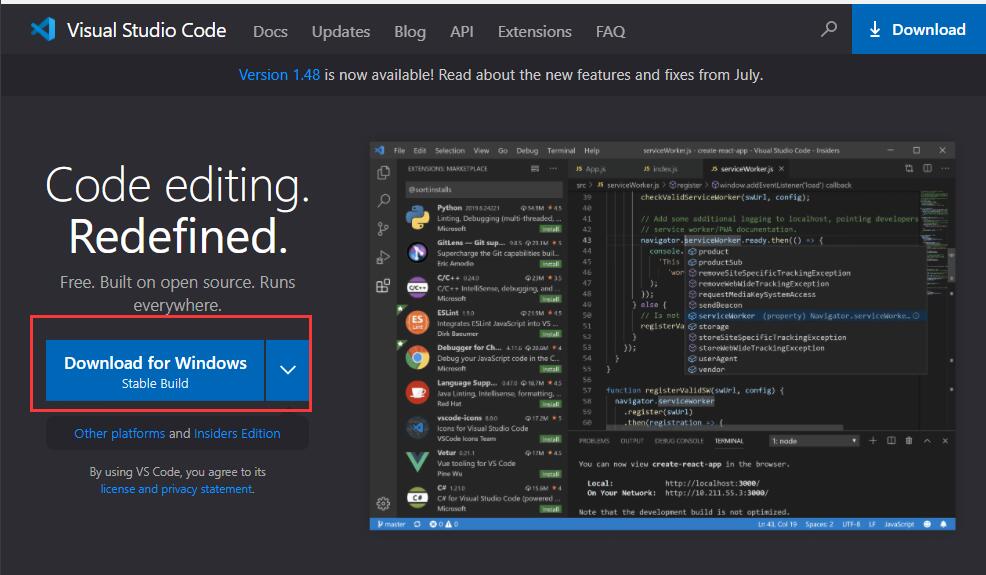 Visual Studio Code Docs Updates Blog API Extensions FAQ Download
Version 1.48 is now available! Read about the new features and fixes from July.
Code editing.
Redefined.
Free. Built on open source. Runs
everywhere.
Download for Windows
Stable Build
Other platforms and Insiders Edition
By using VS Code, you agree to its
license and privacy statement.
File Edit Selection View Go Debug Terminal Help serviceWorker.js - create-react-app - Visual Studio Code - Insiders
EXTENSIONS: MARKETPLACE
@sort:installs
Python 2019.6.24221 54.9M 4.5
Linting, Debugging (multi-threaded, ...
Microsoft Install
GitLens — Git sup... 9.8.5 23.1M 5
Supercharge the Git capabilities buil...
Eric Amodio Install
C/C++ 0.24.0 23M 3.5
C/C++ IntelliSense, debugging, and ...
Microsoft Install
ESLint 1.9.1 21.9M 4.5
Integrates ESLint JavaScript into VS ...
Dirk Baeumer Install
Debugger for Ch... 4.11.6 20.6M 4
Debug your JavaScript code in the C...
Microsoft Install
Language Supp... 0.47.0 18.7M 4.5
Java Linting, Intellisense, formatting, ...
Red Hat Install
vscode-icons 8.8.0 17.2M 5
Icons for Visual Studio Code
VSCode Icons Team Install
Vetur 0.21.1 17M 4.5
Vue tooling for VS Code
Pine Wu Install
C# 1.21.0 15.6M 4
C# for Visual Studio Code (powered ...
Microsoft Install
JS App.js JS index.js JS serviceWorker.js
src > JS serviceWorker.js > register > window.addEventListener('load') callback
39 checkValidServiceWorker(swUrl, config);
40
41 // Add some additional logging to localhost, pointing developers
42 // service worker/PWA documentation.
43 navigator.serviceWorker.ready.then(() => {
44 console.
45 'This
46 'wor
47 );
48 });
49 } else {
50 // Is not
51 registerVa
52 }
53 });
54 }
55 }
56
57 function registerValidSW(swUrl, config) {
58 navigator.serviceWorker
59 .register(swUrl)
60 .then(registration => {
product
productSub
removeSiteSpecificTrackingException
removeWebWideTrackingException
requestMediaKeySystemAccess
sendBeacon
serviceWorker (property) Navigator.serviceWorke...
storage
storeSiteSpecificTrackingException
storeWebWideTrackingException
userAgent
vendor
PROBLEMS OUTPUT DEBUG CONSOLE TERMINAL 1: node
You can now view create-react-app in the browser.
Local: http://localhost:3000/
On Your Network: http://10.211.55.3:3000/
Note that the development build is not optimized.
master 0 0 Ln 43, Col 19 Spaces: 2 UTF-8 LF JavaScript